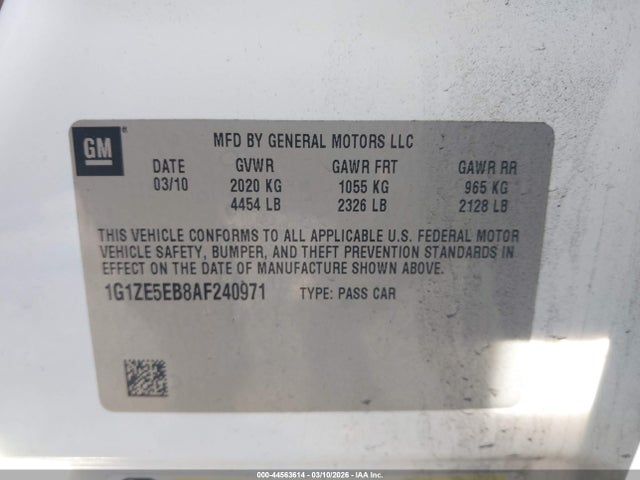 GM
MFD BY GENERAL MOTORS LLC
DATE GVWR GAWR FRT GAWR RR
03/10 2020 KG 1055 KG 965 KG
4454 LB 2326 LB 2128 LB
THIS VEHICLE CONFORMS TO ALL APPLICABLE U.S. FEDERAL MOTOR
VEHICLE SAFETY, BUMPER, AND THEFT PREVENTION STANDARDS IN
EFFECT ON THE DATE OF MANUFACTURE SHOWN ABOVE.
1G1ZE5EB8AF240971 TYPE: PASS CAR
000-44563614 - 03/10/2026 - IAA, Inc.